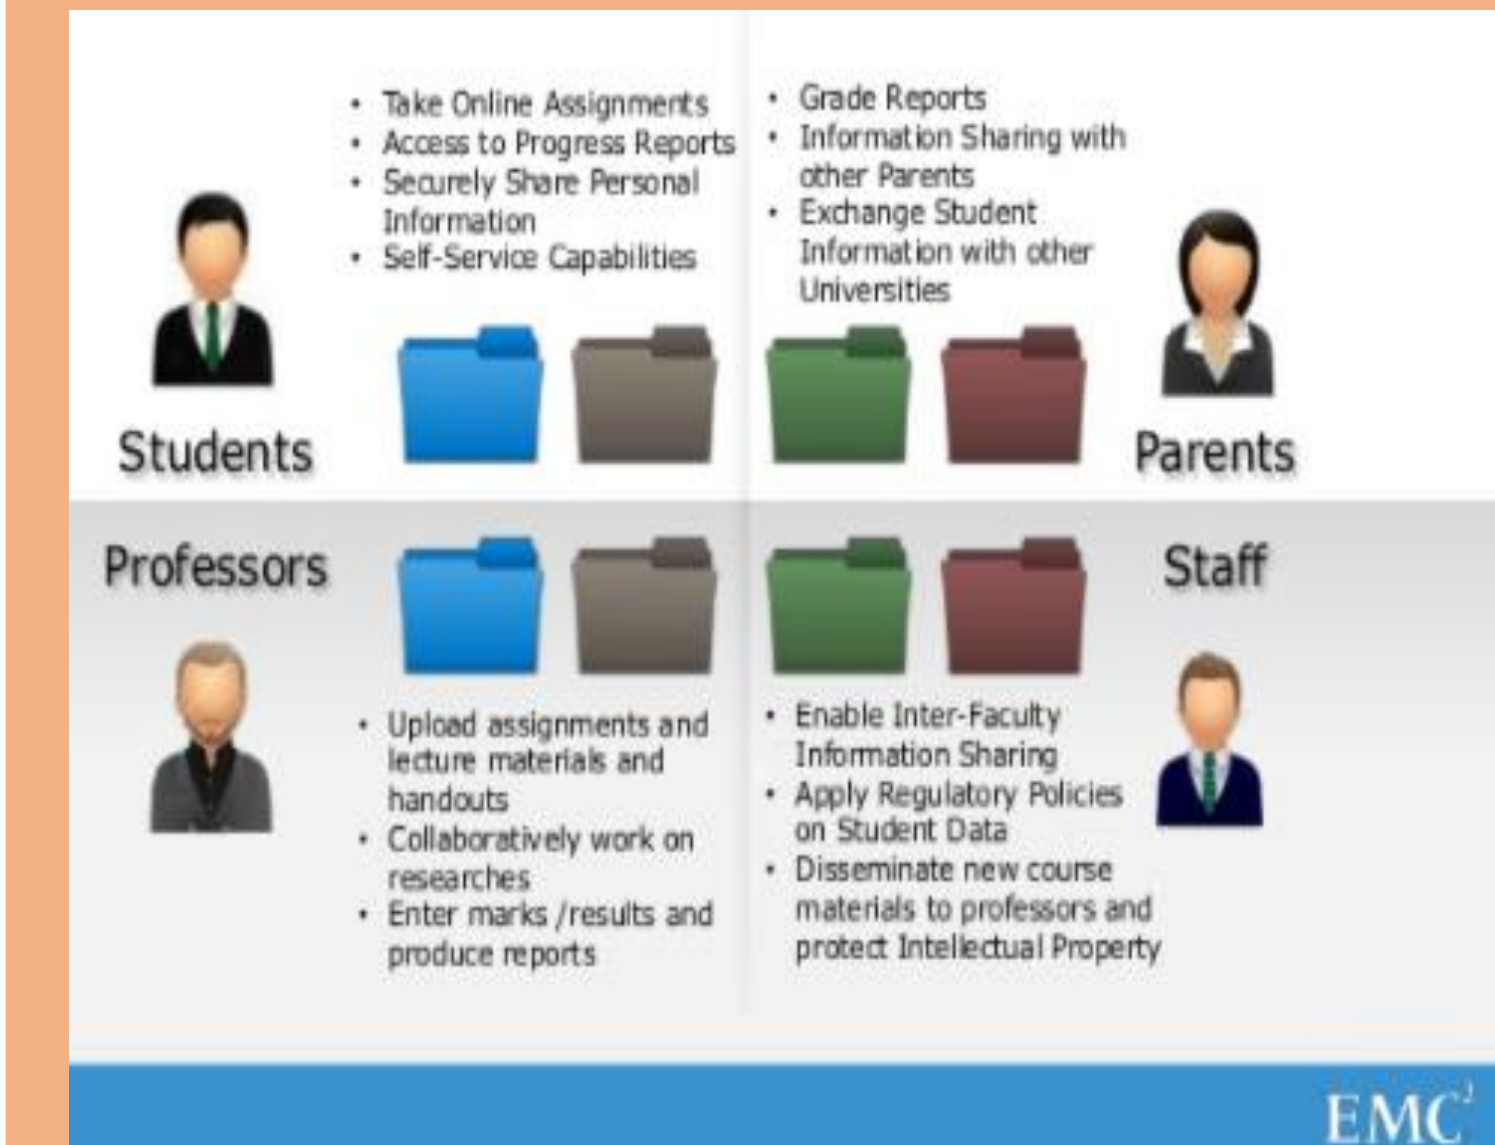 • Take Online Assignments
• Access to Progress Reports
• Securely Share Personal
Information
• Self-Service Capabilities
Students
• Grade Reports
• Information Sharing with
other Parents
• Exchange Student
Information with other
Universities
Parents
Professors
• Upload assignments and
lecture materials and
handouts
• Collaboratively work on
researches
• Enter marks /results and
produce reports
Staff
• Enable Inter-Faculty
Information Sharing
• Apply Regulatory Policies
on Student Data
• Disseminate new course
materials to professors and
protect Intellectual Property
EMC²